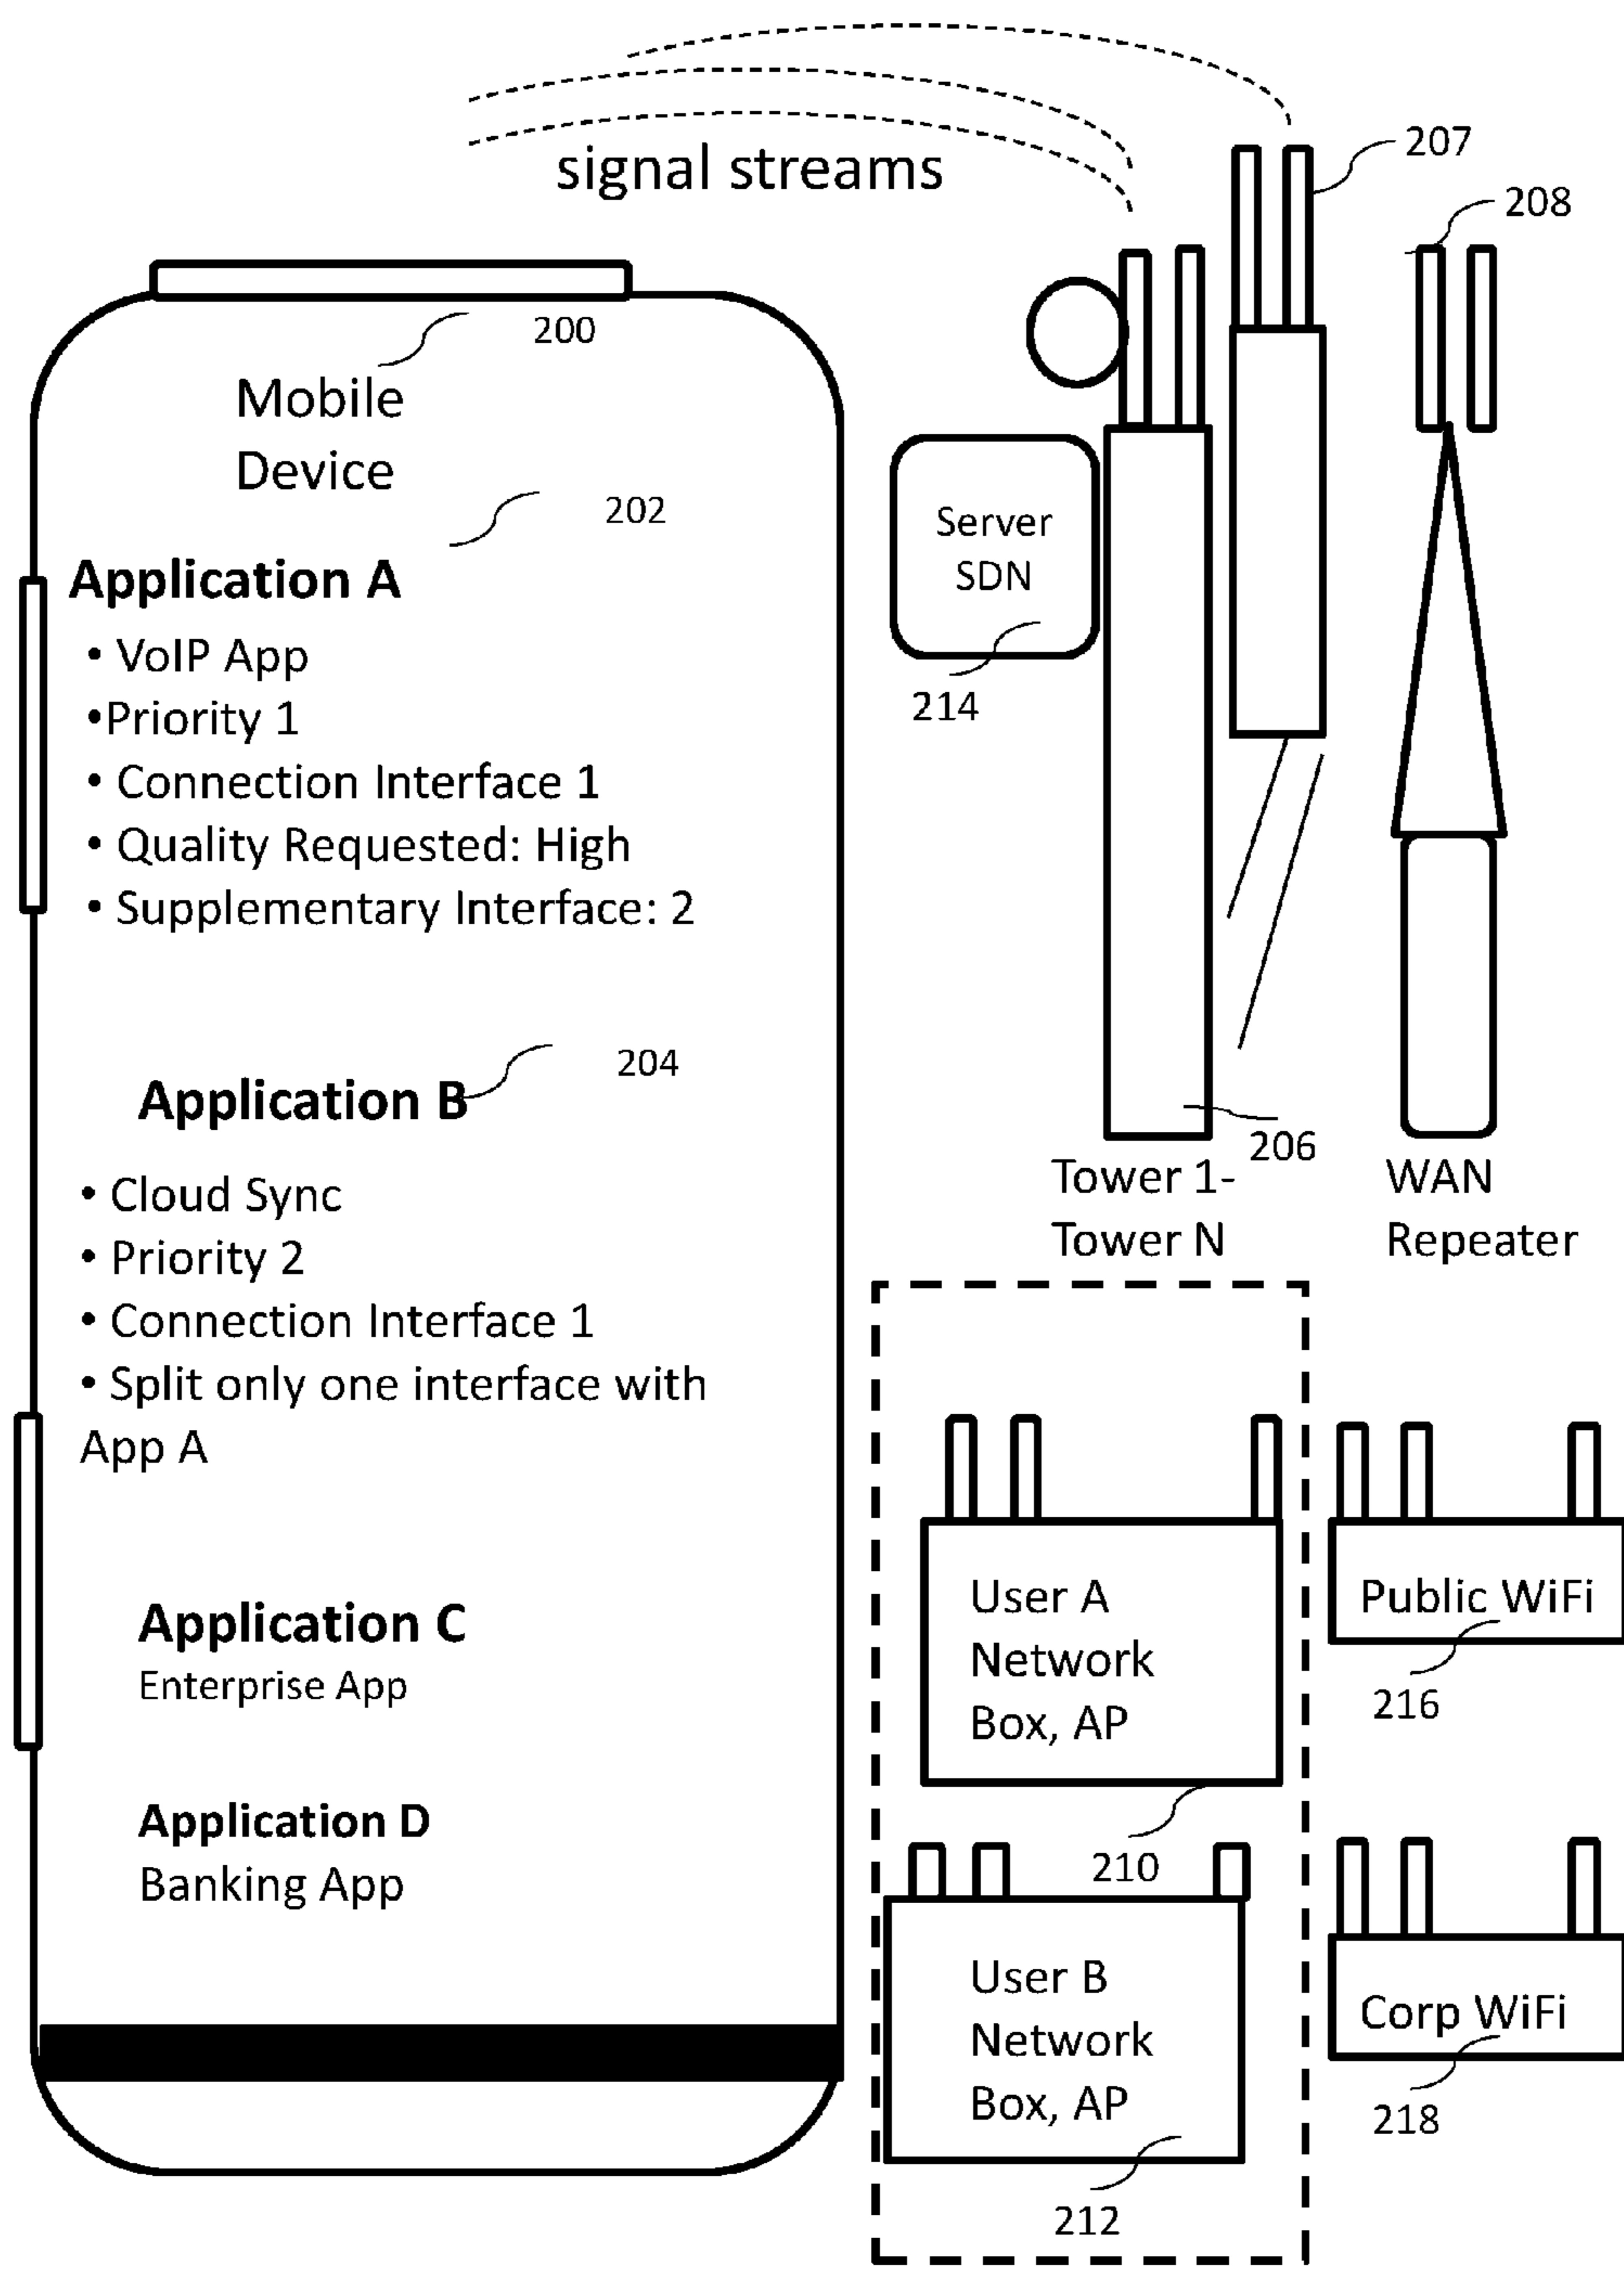 signal streams
207
208
200
Mobile
Device
202
Application A
• VoIP App
•Priority 1
• Connection Interface 1
• Quality Requested: High
• Supplementary Interface: 2
204
Application B
• Cloud Sync
• Priority 2
• Connection Interface 1
• Split only one interface with
App A
Application C
Enterprise App
Application D
Banking App
Server
SDN
214
206
Tower 1-
Tower N
WAN
Repeater
User A
Network
Box, AP
210
Public WiFi
216
User B
Network
Box, AP
212
Corp WiFi
218